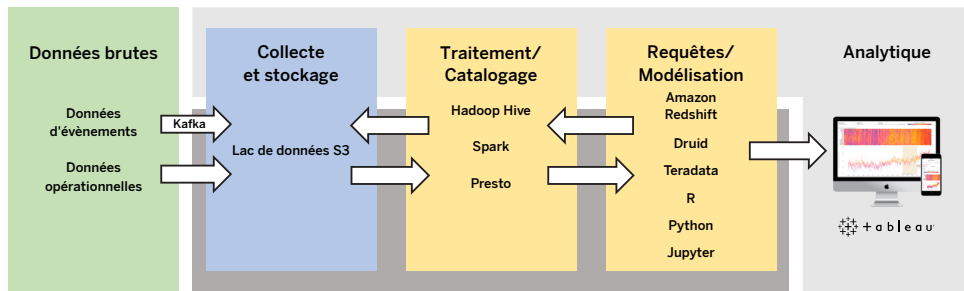 Données brutes
Données
d'évènements
Données
opérationnelles
Kafka
Collecte
et stockage
Lac de données S3
Traitement/
Catalogage
Hadoop Hive
Spark
Presto
Requêtes/
Modélisation
Amazon
Redshift
Druid
Teradata
R
Python
Jupyter
Analytique
tableau